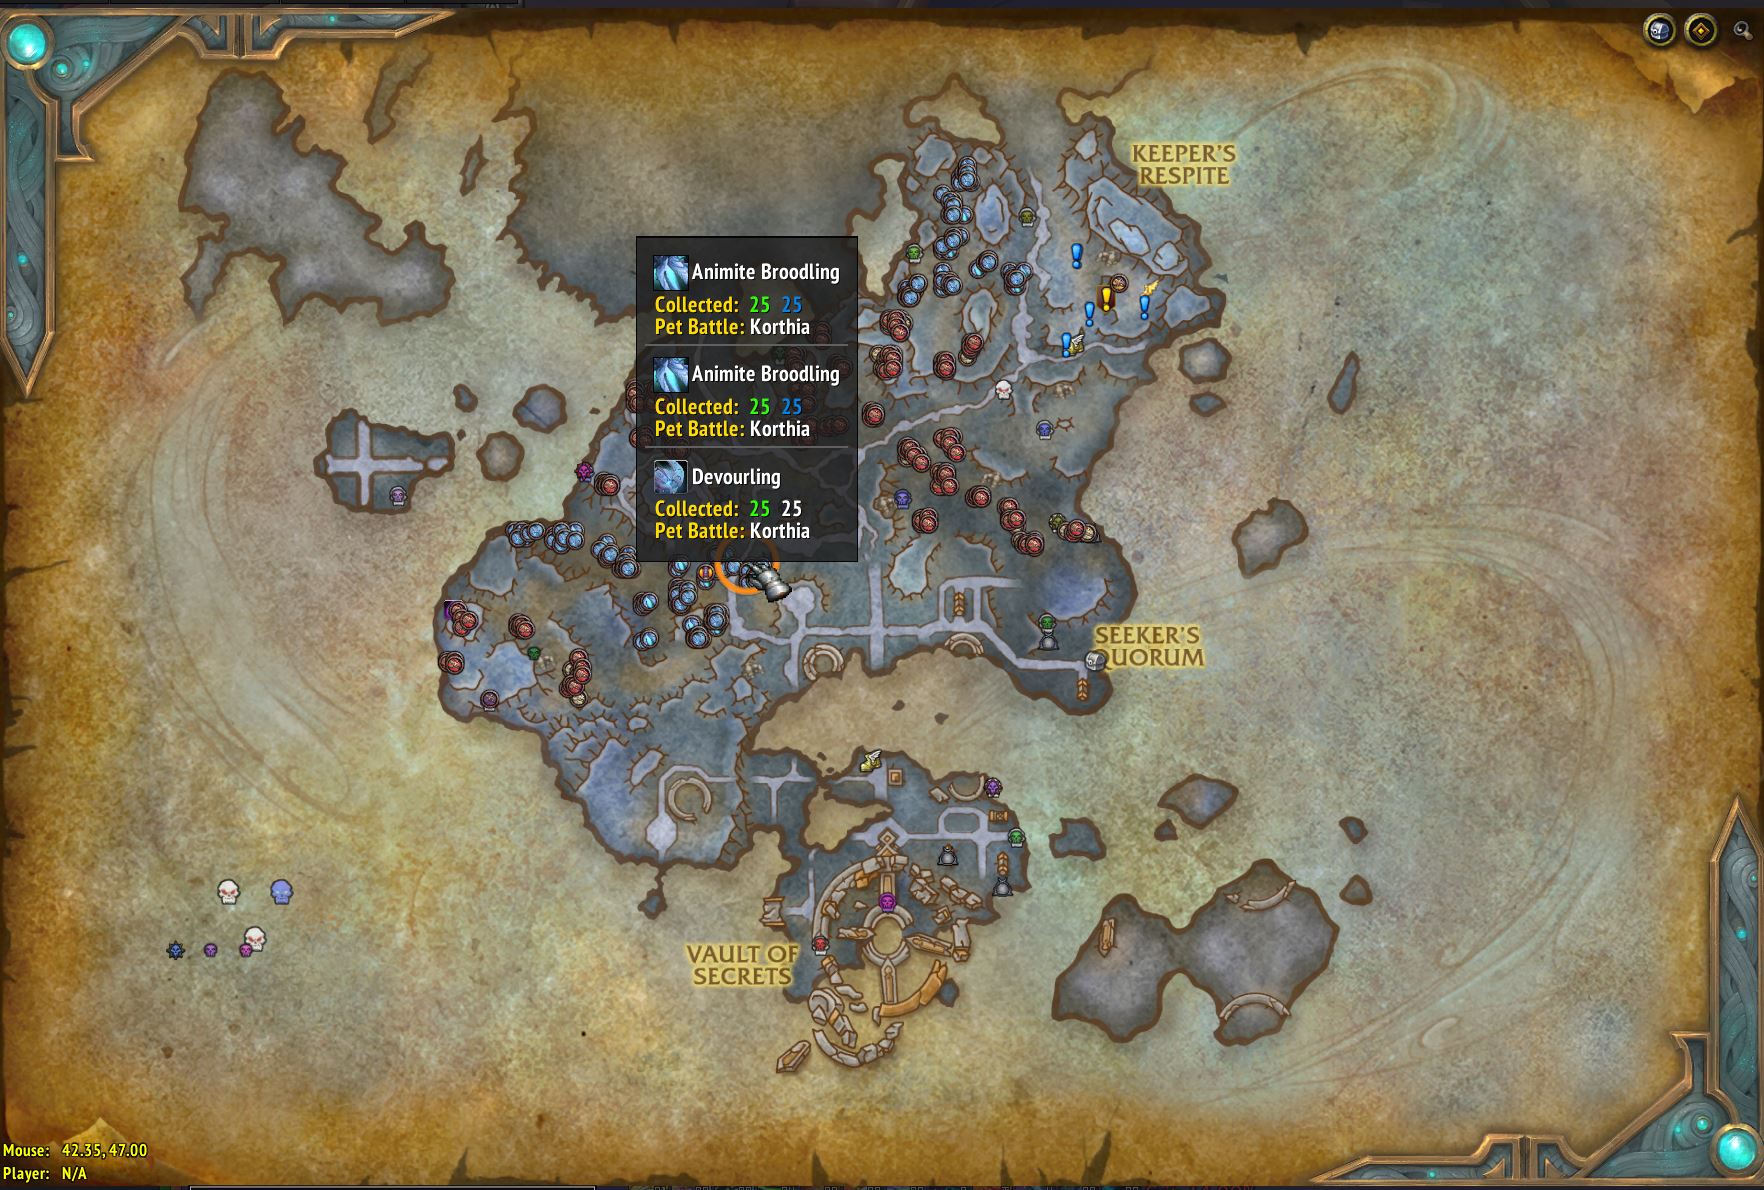 KEEPER'S
RESPITE
Animite Broodling
Collected: 25 25
Pet Battle: Korthia
Animite Broodling
Collected: 25 25
Pet Battle: Korthia
Devourling
Collected: 25 25
Pet Battle: Korthia
SEEKER'S
QUORUM
VAULT OF
SECRETS
Mouse: 42.35, 47.00
Player: N/A